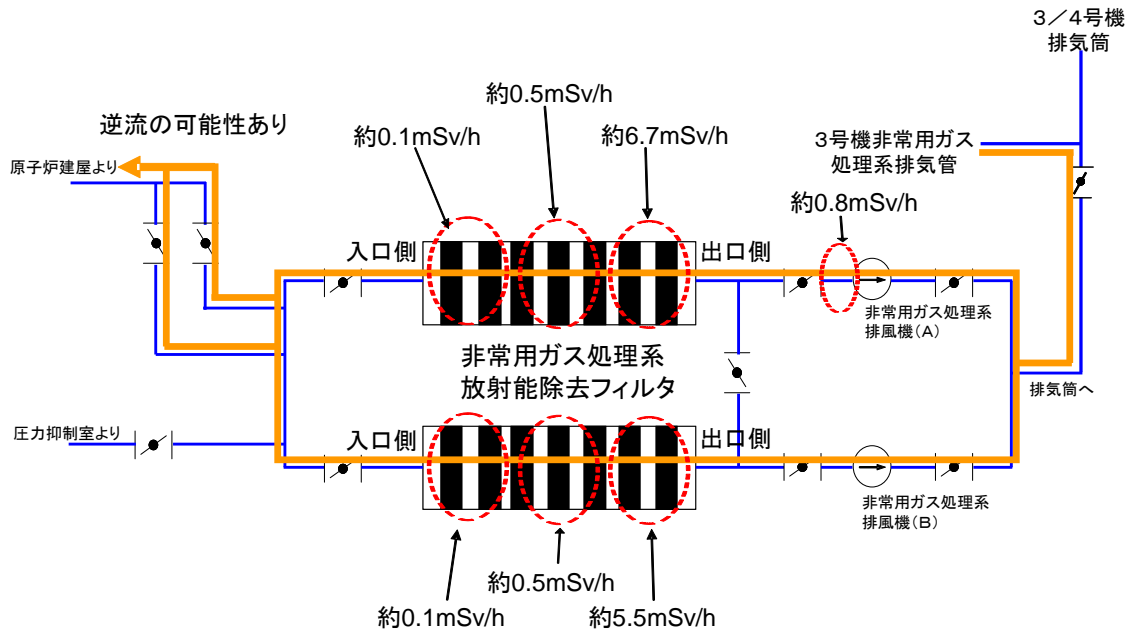 3／4号機
排気筒
約0.5mSv/h
逆流の可能性あり
約0.1mSv/h
約6.7mSv/h
3号機非常用ガス
処理系排気管
原子炉建屋より
約0.8mSv/h
入口側
出口側
非常用ガス処理系
排風機(A)
非常用ガス処理系
放射能除去フィルタ
排気筒へ
圧力抑制室より
入口側
出口側
非常用ガス処理系
排風機(B)
約0.5mSv/h
約0.1mSv/h
約5.5mSv/h